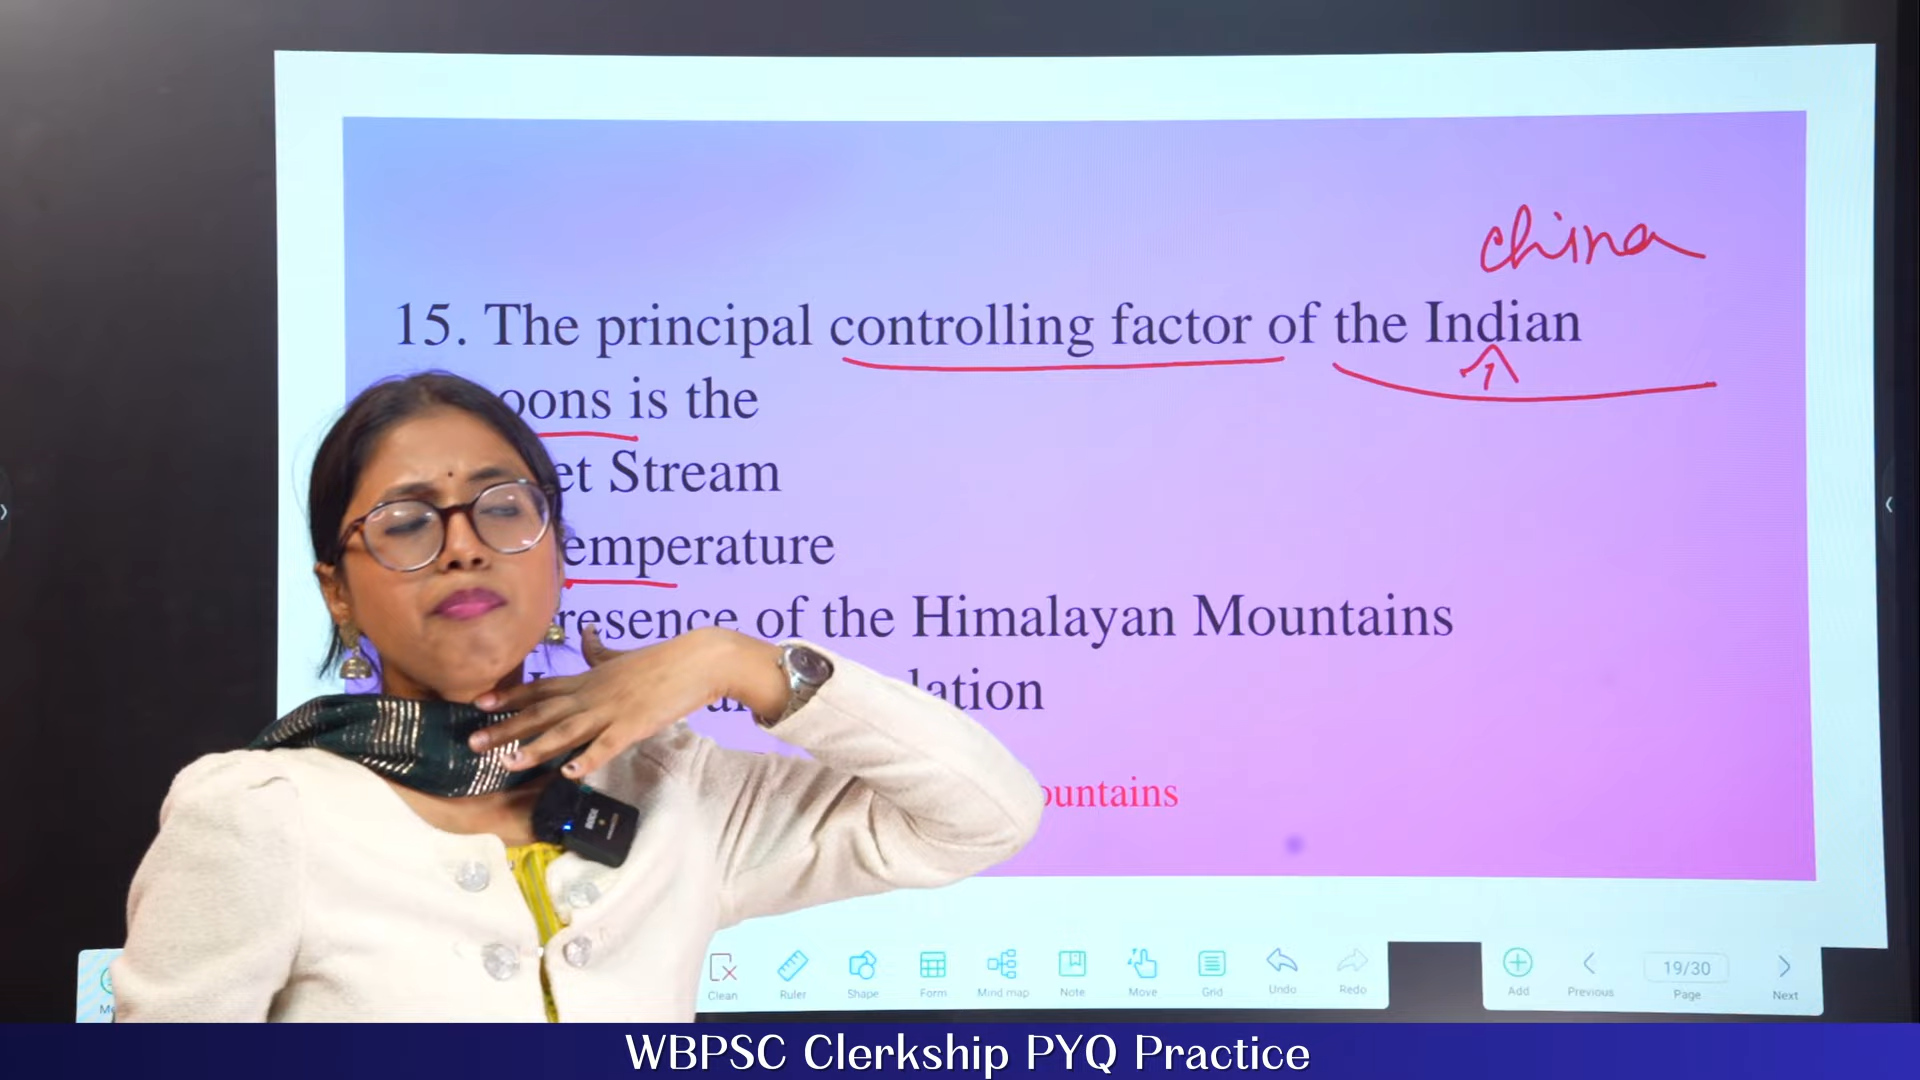 china
15. The principal controlling factor of the Indian
oons is the
et Stream
emperature
resence of the Himalayan Mountains
lation
ountains
Clean
Ruler
Shape
Form
Mind map
Note
Move
Grid
Undo
Redo
Add
Previous
19/30
Page
Next
WBPSC Clerkship PYQ Practice